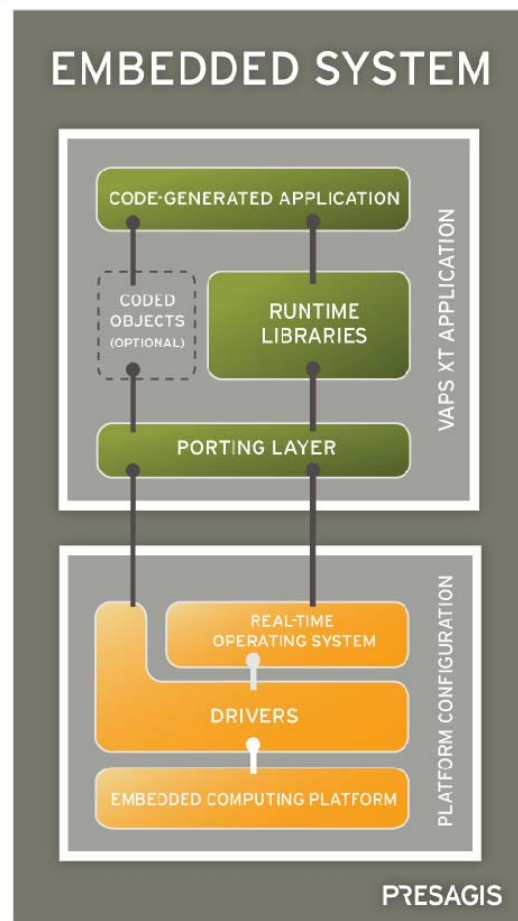 EMBEDDED SYSTEM
CODE-GENERATED APPLICATION
CODED
OBJECTS
(OPTIONAL)
RUNTIME
LIBRARIES
PORTING LAYER
VAPS XT APPLICATION
REAL-TIME
OPERATING SYSTEM
DRIVERS
EMBEDDED COMPUTING PLATFORM
PLATFORM CONFIGURATION
PRESAGIS